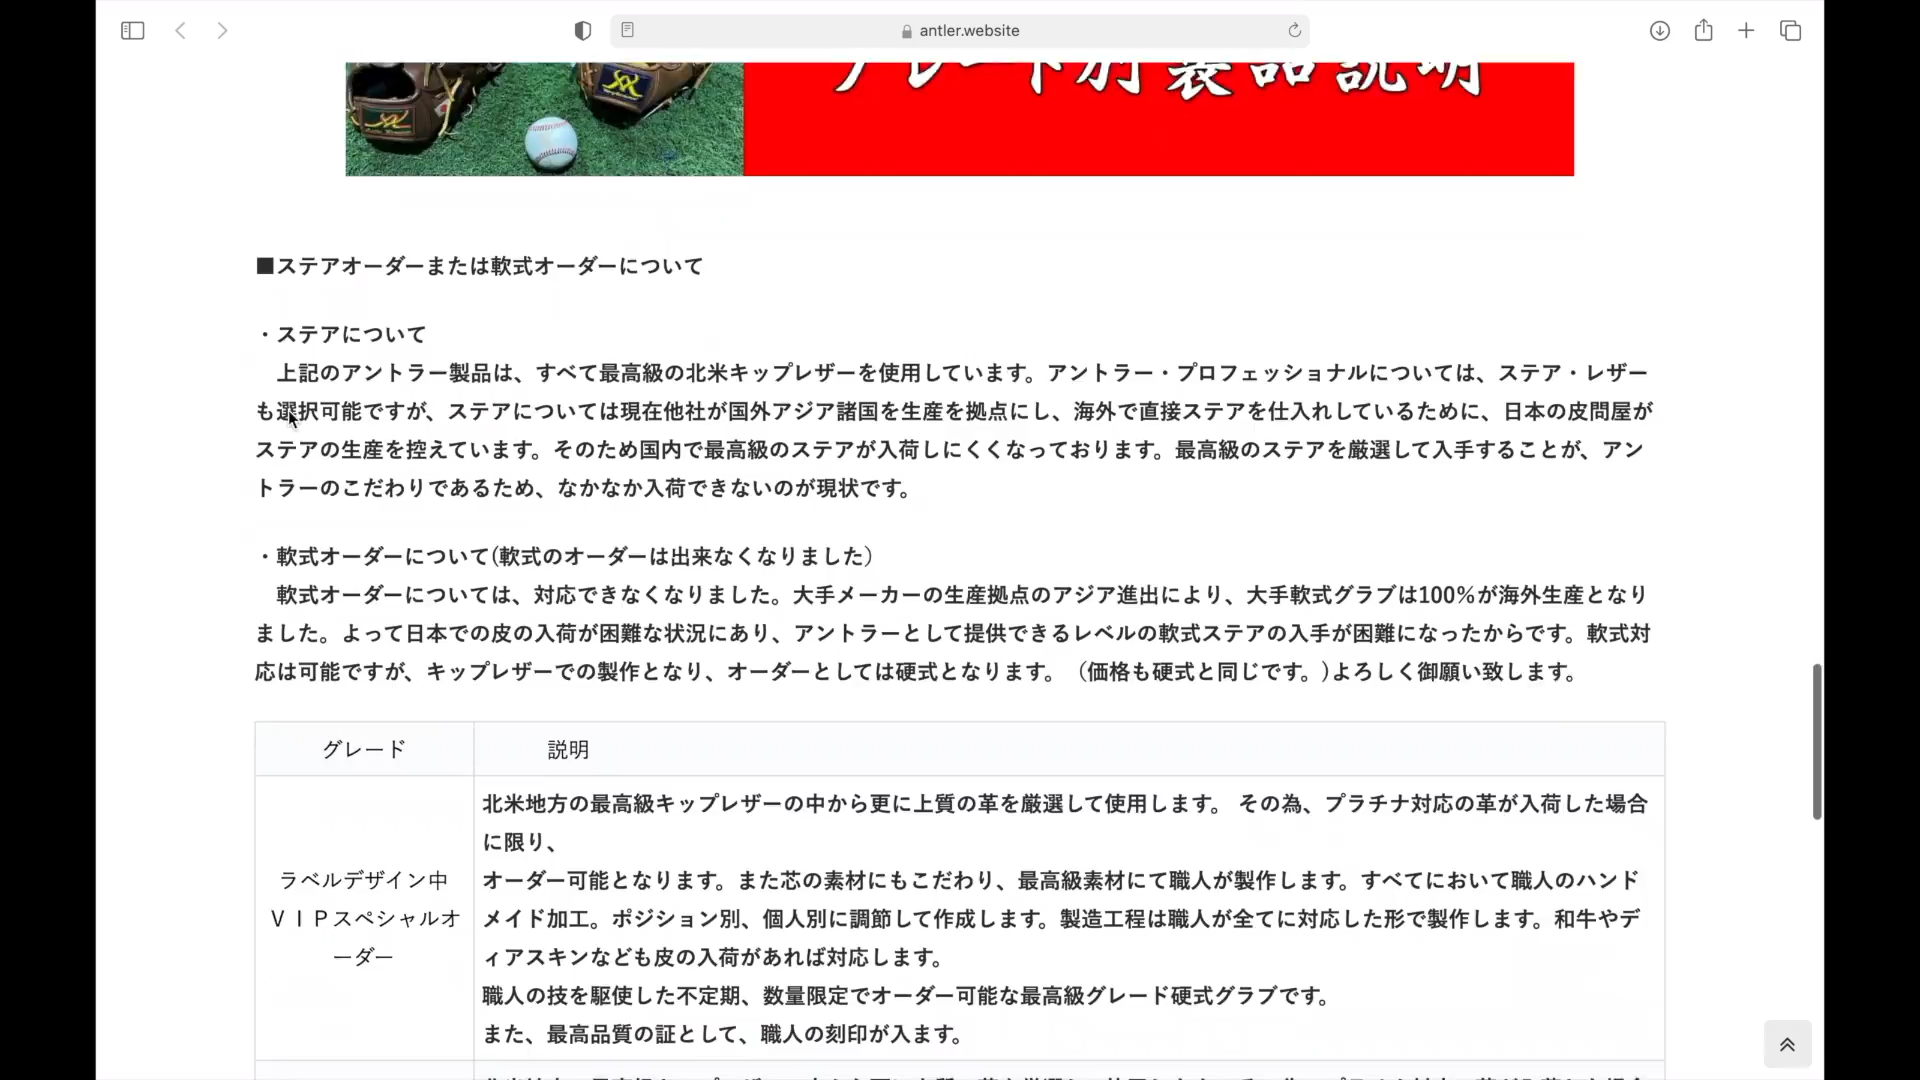 antler.website
グレード別製品説明
■ステアオーダーまたは軟式オーダーについて
・ステアについて
上記のアントラー製品は、すべて最高級の北米キップレザーを使用しています。アントラー・プロフェッショナルについては、ステア・レザー
も選択可能ですが、ステアについては現在他社が国外アジア諸国を生産を拠点にし、海外で直接ステアを仕入れしているために、日本の皮問屋が
ステアの生産を控えています。そのため国内で最高級のステアが入荷しにくくなっております。最高級のステアを厳選して入手することが、アン
トラーのこだわりであるため、なかなか入荷できないのが現状です。
・軟式オーダーについて(軟式のオーダーは出来なくなりました）
軟式オーダーについては、対応できなくなりました。大手メーカーの生産拠点のアジア進出により、大手軟式グラブは100%が海外生産となり
ました。よって日本での皮の入荷が困難な状況にあり、アントラーとして提供できるレベルの軟式ステアの入手が困難になったからです。軟式対
応は可能ですが、キップレザーでの製作となり、オーダーとしては硬式となります。（価格も硬式と同じです。)よろしく御願い致します。
グレード
説明
ラベルデザイン中
ＶＩＰスペシャルオ
ーダー
北米地方の最高級キップレザーの中から更に上質の革を厳選して使用します。 その為、プラチナ対応の革が入荷した場合
に限り、
オーダー可能となります。また芯の素材にもこだわり、最高級素材にて職人が製作します。すべてにおいて職人のハンド
メイド加工。ポジション別、個人別に調節して作成します。製造工程は職人が全てに対応した形で製作します。和牛やデ
ィアスキンなども皮の入荷があれば対応します。
職人の技を駆使した不定期、数量限定でオーダー可能な最高級グレード硬式グラブです。
また、最高品質の証として、職人の刻印が入ます。